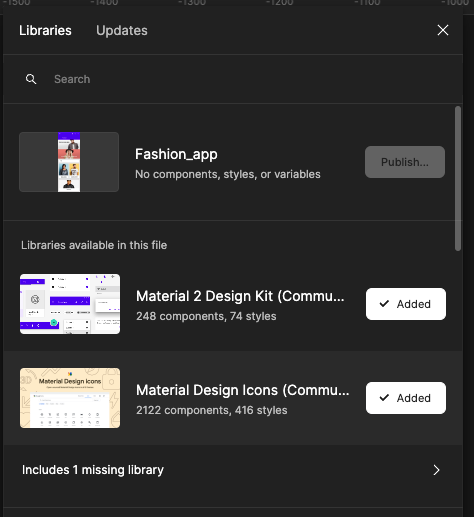 -1500 -1400 -1300 -1200 -1100 -1000
Libraries Updates
Search
Fashion_app
No components, styles, or variables
Publish...
Libraries available in this file
Material 2 Design Kit (Commu...
248 components, 74 styles
Added
Material Design Icons
Material Design Icons (Commu...
2122 components, 416 styles
Added
Includes 1 missing library